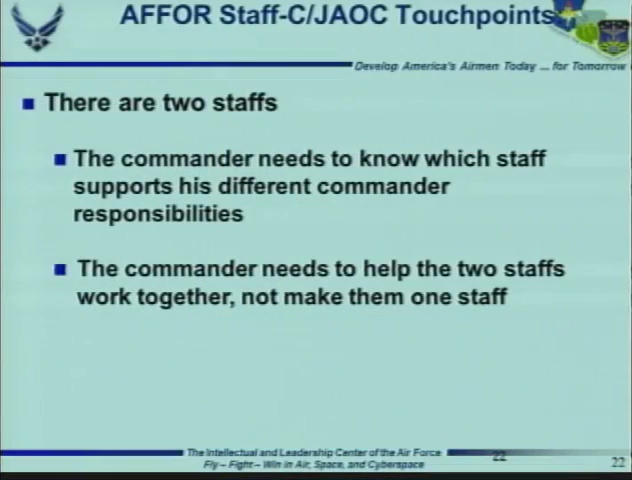 AFFOR Staff-C/JAOC Touchpoints
Develop America's Airmen Today ... for Tomorrow
There are two staffs
The commander needs to know which staff
supports his different commander
responsibilities
The commander needs to help the two staffs
work together, not make them one staff
The Intellectual and Leadership Center of the Air Force
Fly – Fight – Win in Air, Space, and Cyberspace
22
22